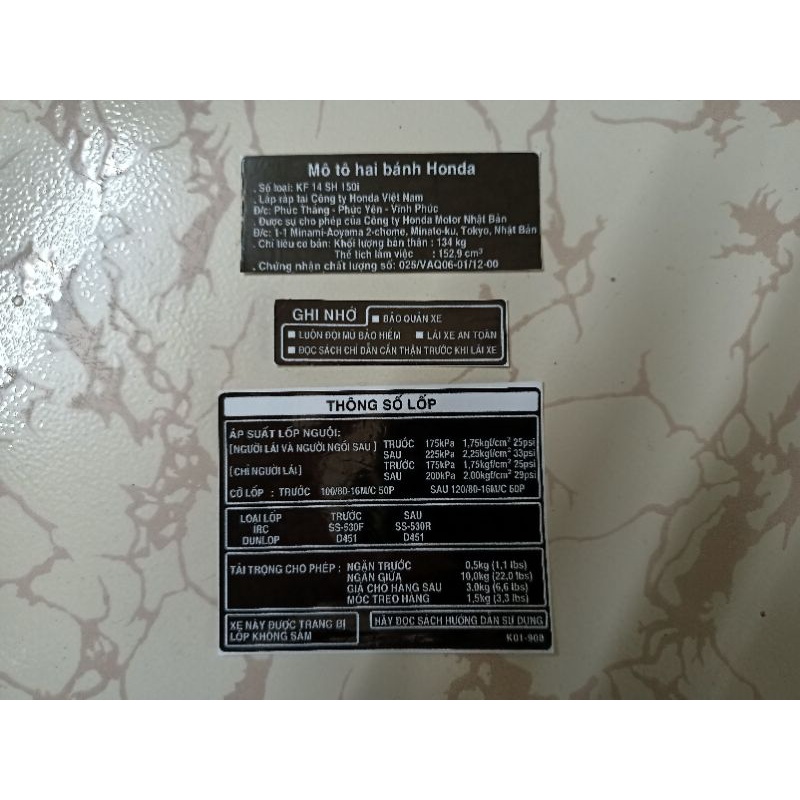 Mô tô hai bánh Honda
. Số loại: KF 14 SH 150i
. Lắp ráp tại Công ty Honda Việt Nam
Đ/c: Phúc Thắng - Phúc Yên - Vĩnh Phúc
. Được sự cho phép của Công ty Honda Motor Nhật Bản
Đ/c: 1-1 Minami-Aoyama 2-chome, Minato-ku, Tokyo, Nhật Bản
. Chỉ tiêu cơ bản: Khối lượng bản thân : 134 kg
Thể tích làm việc : 152,9 cm³
. Chứng nhận chất lượng số: 025/VAQ06-01/12-00
GHI NHỚ ■ BẢO QUẢN XE
■ LUÔN ĐỘI MŨ BẢO HIỂM ■ LÁI XE AN TOÀN
■ ĐỌC SÁCH CHỈ DẪN CẨN THẬN TRƯỚC KHI LÁI XE
THÔNG SỐ LỐP
ÁP SUẤT LỐP NGUỘI:
[NGƯỜI LÁI VÀ NGƯỜI NGỒI SAU] TRƯỚC 175kPa 1,75kgf/cm² 25psi
SAU 225kPa 2,25kgf/cm² 33psi
[CHỈ NGƯỜI LÁI] TRƯỚC 175kPa 1,75kgf/cm² 25psi
SAU 200kPa 2.00kgf/cm² 29psi
CỠ LỐP : TRƯỚC 100/80-16M/C 50P SAU 120/80-16M/C 60P
LOẠI LỐP TRƯỚC SAU
IRC SS-530F SS-530R
DUNLOP D451 D451
TẢI TRỌNG CHO PHÉP : NGĂN TRƯỚC 0,5kg (1,1 lbs)
NGĂN GIỮA 10,0kg (22,0 lbs)
GIÁ CHỞ HÀNG SAU 3.0kg (6,6 lbs)
MÓC TREO HÀNG 1,5kg (3,3 lbs)
XE NÀY ĐƯỢC TRANG BỊ
LỐP KHÔNG SĂM
HÃY ĐỌC SÁCH HƯỚNG DẪN SỬ DỤNG
K01-900